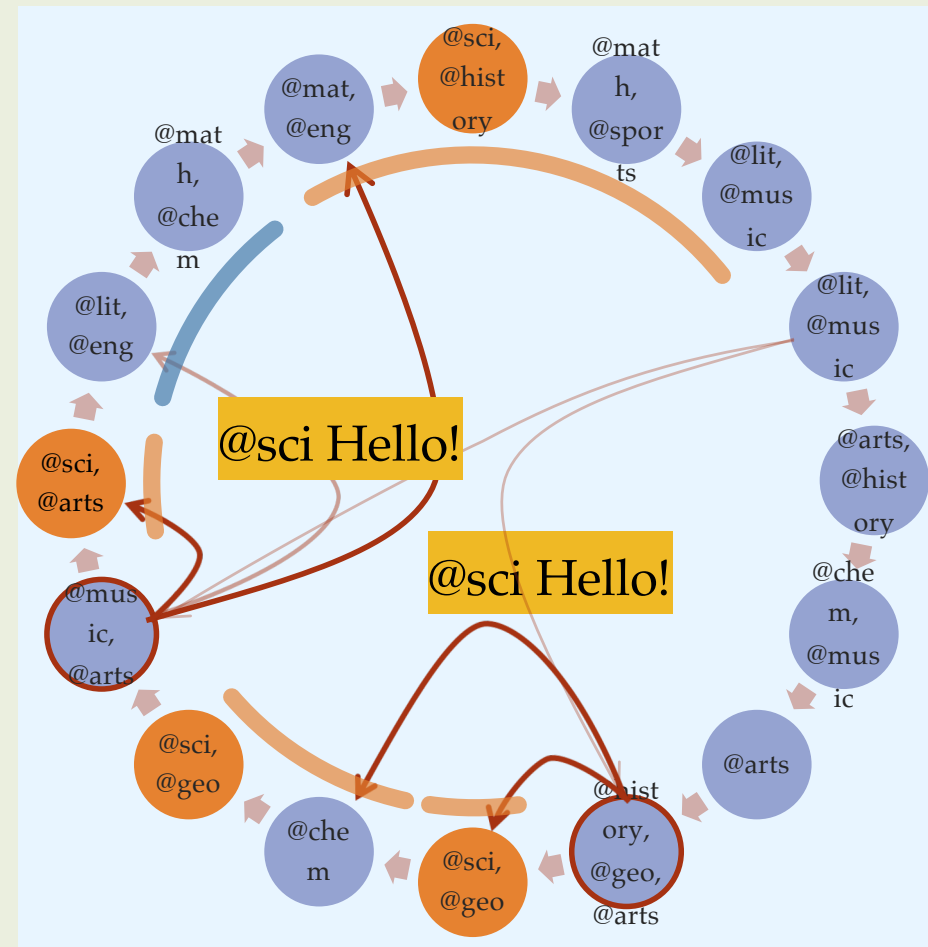 @sci,
@hist
ory
@mat
h,
@spor
ts
@lit,
@mus
ic
@lit,
@mus
ic
@arts,
@hist
ory
@che
m,
@mus
ic
@arts
@hist
ory,
@geo,
@arts
@sci,
@geo
@che
m
@sci,
@geo
@mus
ic,
@arts
@sci,
@arts
@lit,
@eng
@mat
h,
@che
m
@mat,
@eng
@sci Hello!
@sci Hello!